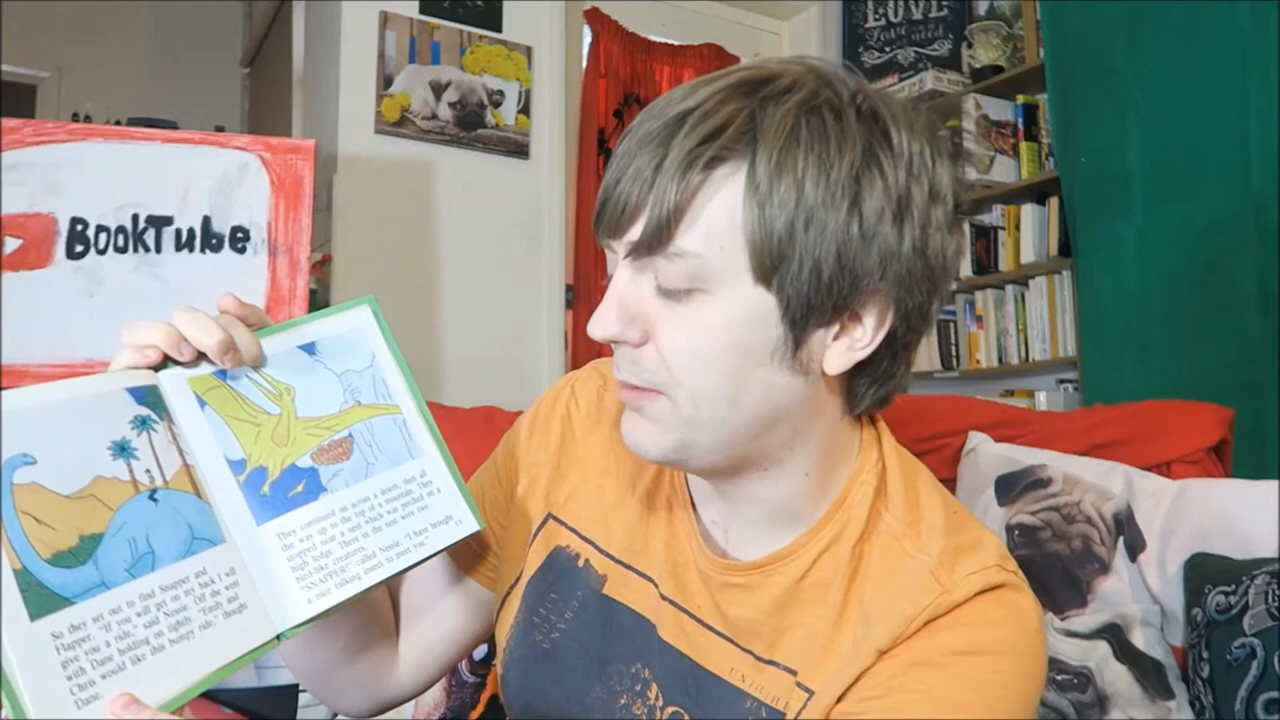 LOVE
Love is
need
BookTube
So they set out to find Snapper and
Flapper. "If you will get on my back I will
give you a ride," said Nessie. Off she went
with Dane holding on tightly. "Emily and
Chris would like this bumpy ride," thought
Dane.
They continued on across a desert, then all
the way up to the top of a mountain. They
stopped near a nest which was perched on a
high ledge. There in the nest were two
bird-like creatures.
"SNAPPER!" called Nessie. "I have brought
a nice talking insect to meet you."
13